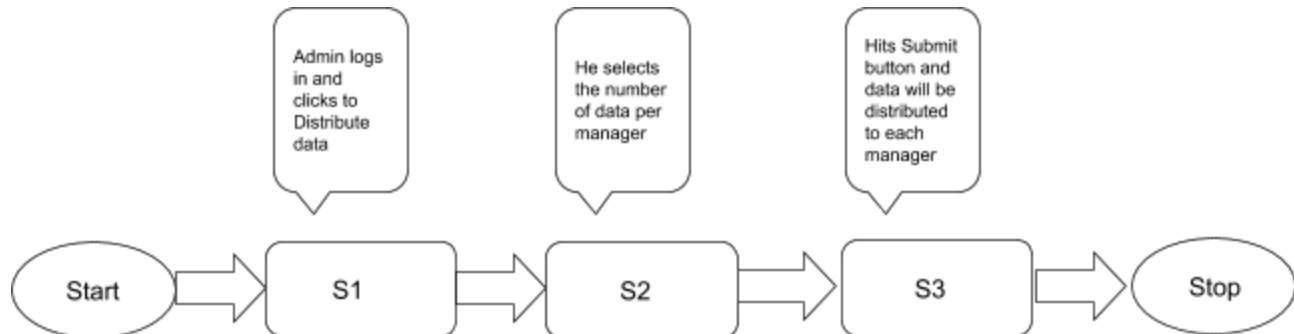 Admin logs
in and
clicks to
Distribute
data
He selects
the number
of data per
manager
Hits Submit
button and
data will be
distributed
to each
manager
Start
S1
S2
S3
Stop